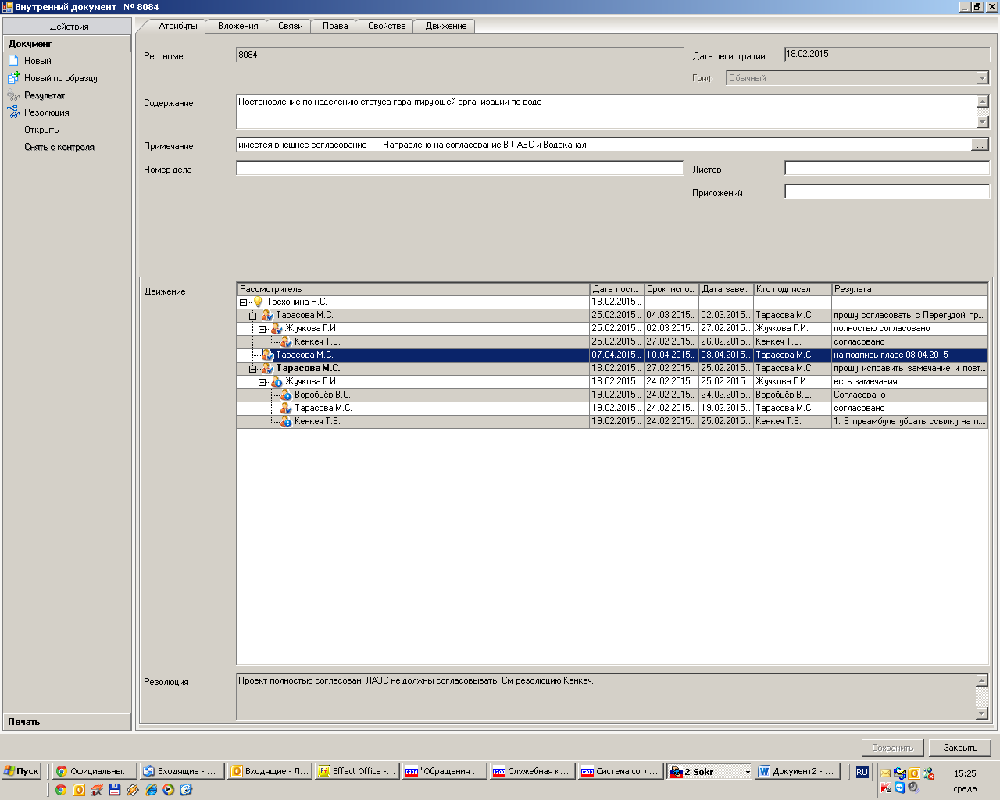 Внутренний документ № 8084
Действия
Документ
Новый
Новый по образцу
Результат
Резолюция
Открыть
Снять с контроля
Печать
Атрибуты Вложения Связи Права Свойства Движение
Рег. номер 8084 Дата регистрации 18.02.2015
Гриф Обычный
Содержание Постановление по наделению статуса гарантирующей организации по воде
Примечание имеется внешнее согласование Направлено на согласование В ЛАЭС и Водоканал ...
Номер дела Листов
Приложений
Движение Рассмотритель Дата пост... Срок испо... Дата заве... Кто подписал Результат
Трехонина Н.С. 18.02.2015...
Тарасова М.С. 25.02.2015... 04.03.2015... 02.03.2015... Тарасова М.С. прошу согласовать с Перегудой пр...
Жучкова Г.И. 25.02.2015... 02.03.2015... 27.02.2015... Жучкова Г.И. полностью согласовано
Кенкеч Т.В. 25.02.2015... 27.02.2015... 26.02.2015... Кенкеч Т.В. согласовано
Тарасова М.С. 07.04.2015... 10.04.2015... 08.04.2015... Тарасова М.С. на подпись главе 08.04.2015
Тарасова М.С. 18.02.2015... 27.02.2015... 25.02.2015... Тарасова М.С. прошу исправить замечание и повт...
Жучкова Г.И. 18.02.2015... 24.02.2015... 25.02.2015... Жучкова Г.И. есть замечания
Воробьёв В.С. 19.02.2015... 24.02.2015... 24.02.2015... Воробьёв В.С. Согласовано
Тарасова М.С. 19.02.2015... 24.02.2015... 19.02.2015... Тарасова М.С. согласовано
Кенкеч Т.В. 19.02.2015... 24.02.2015... 25.02.2015... Кенкеч Т.В. 1. В преамбуле убрать ссылку на п....
Резолюция Проект полностью согласован. ЛАЭС не должны согласовывать. См резолюцию Кенкеч.
Сохранить Закрыть
Пуск Официальны... Входящие - ... Входящие - Л... Effect Office -... "Обращения ... Служебная к... Система согл... 2 Sokr Документ2 - ... RU 15:25
среда